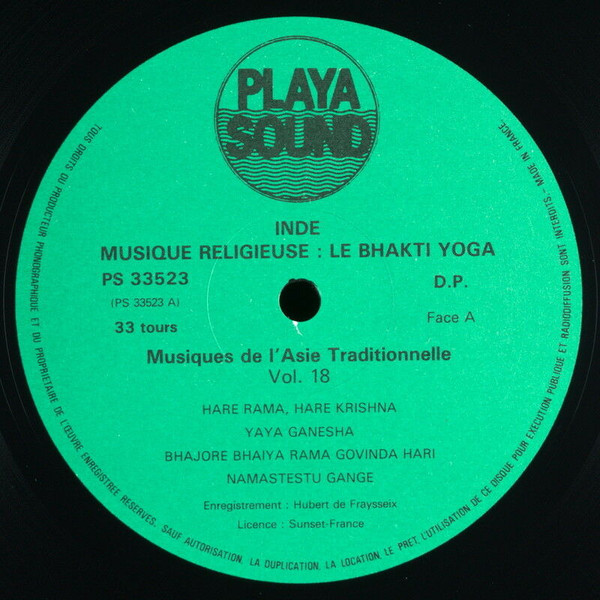 PLAYA
SOUND
INDE
MUSIQUE RELIGIEUSE : LE BHAKTI YOGA
PS 33523
D.P.
(PS 33523 A)
Face A
33 tours
Musiques de l'Asie Traditionnelle
Vol. 18
HARE RAMA, HARE KRISHNA
YAYA GANESHA
BHAJORE BHAIYA RAMA GOVINDA HARI
NAMASTESTU GANGE
Enregistrement : Hubert de Fraysseix
Licence : Sunset-France
TOUS DROITS DU PRODUCTEUR PHONOGRAPHIQUE ET DU PROPRIETAIRE DE L'ŒUVRE ENREGISTREE RESERVES. SAUF AUTORISATION, LA DUPLICATION, LA LOCATION, LE PRET, L'UTILISATION DE CE DISQUE POUR EXECUTION PUBLIQUE ET RADIODIFFUSION SONT INTERDITS. - MADE IN FRANCE.